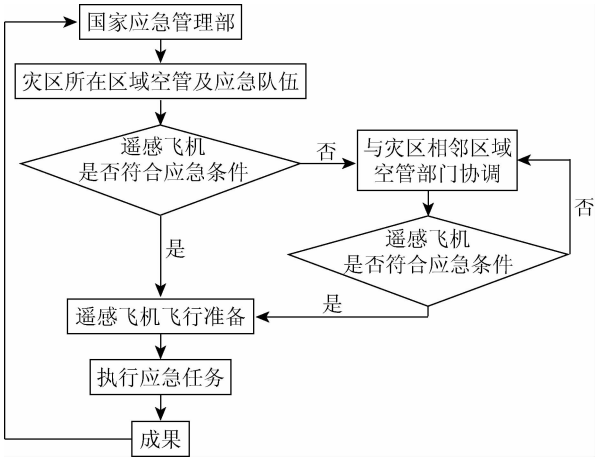 国家应急管理部
灾区所在区域空管及应急队伍
遥感飞机
是否符合应急条件
否
与灾区相邻区域
空管部门协调
否
遥感飞机
是否符合应急条件
是
是
遥感飞机飞行准备
执行应急任务
成果